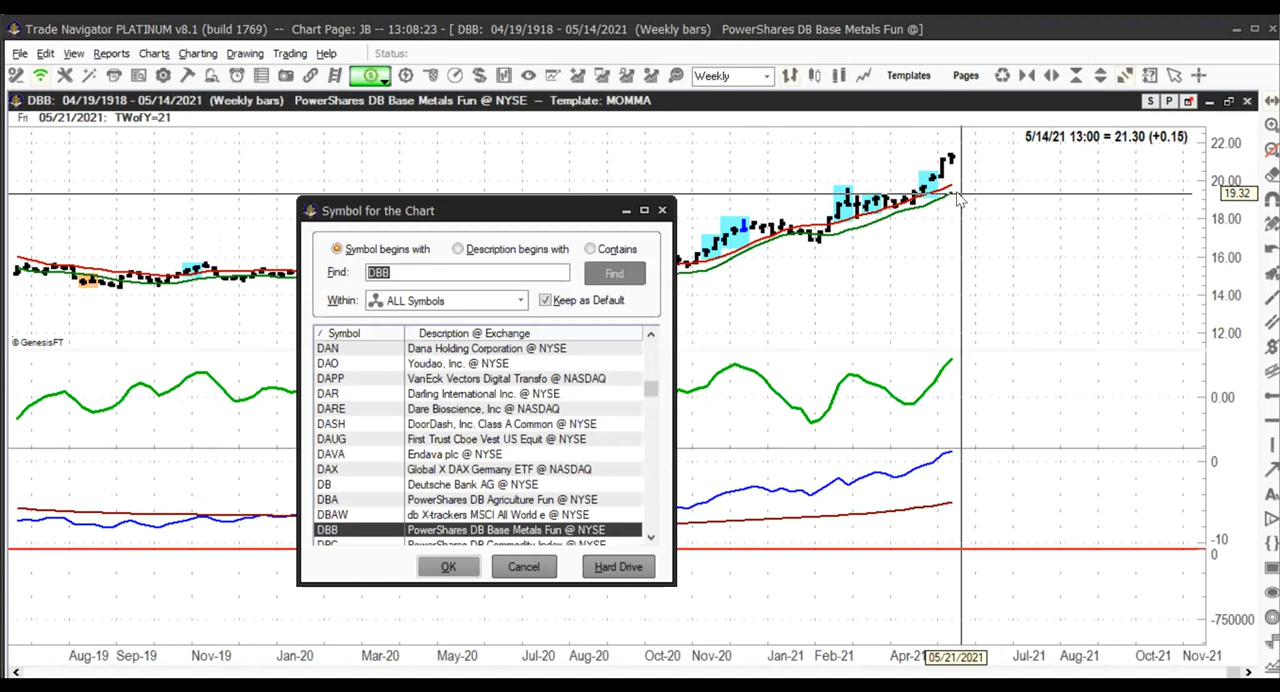 Trade Navigator PLATINUM v8.1 (build 1769) -- Chart Page: JB -- 13:08:23 - [ DBB: 04/19/1918 - 05/14/2021 (Weekly bars) PowerShares DB Base Metals Fun @]
File Edit View Reports Charts Charting Drawing Trading Help Status:
Weekly Templates Pages
DBB: 04/19/1918 - 05/14/2021 (Weekly bars) PowerShares DB Base Metals Fun @ NYSE - Template: MOMMA S P
Fri 05/21/2021: TWofY=21
5/14/21 13:00 = 21.30 (+0.15)
22.00
20.00
19.32
18.00
16.00
14.00
12.00
© GenesisFT
0.00
0
-10
0
-750000
Symbol for the Chart
Symbol begins with Description begins with Contains
Find: DBB Find
Within: ALL Symbols Keep as Default
Symbol Description @ Exchange
DAN Dana Holding Corporation @ NYSE
DAO Youdao, Inc. @ NYSE
DAPP VanEck Vectors Digital Transfo @ NASDAQ
DAR Darling International Inc. @ NYSE
DARE Dare Bioscience, Inc @ NASDAQ
DASH DoorDash, Inc. Class A Common @ NYSE
DAUG First Trust Cboe Vest US Equit @ NYSE
DAVA Endava plc @ NYSE
DAX Global X DAX Germany ETF @ NASDAQ
DB Deutsche Bank AG @ NYSE
DBA PowerShares DB Agriculture Fun @ NYSE
DBAW db X-trackers MSCI All World e @ NYSE
DBB PowerShares DB Base Metals Fun @ NYSE
DBC PowerShares DB Commodity Index @ NYSE
OK Cancel Hard Drive
Aug-19 Sep-19 Nov-19 Jan-20 Mar-20 May-20 Jul-20 Aug-20 Oct-20 Nov-20 Jan-21 Feb-21 Apr-21 05/21/2021 Jul-21 Aug-21 Oct-21 Nov-21